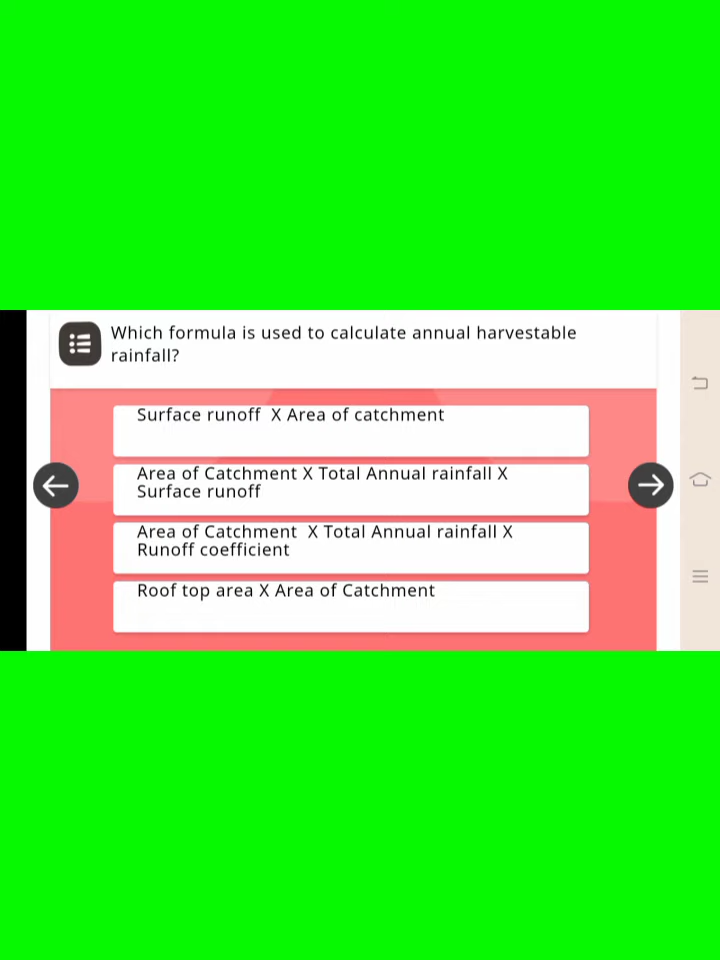 Which formula is used to calculate annual harvestable
rainfall?
Surface runoff  X Area of catchment
Area of Catchment X Total Annual rainfall X
Surface runoff
Area of Catchment  X Total Annual rainfall X
Runoff coefficient
Roof top area X Area of Catchment